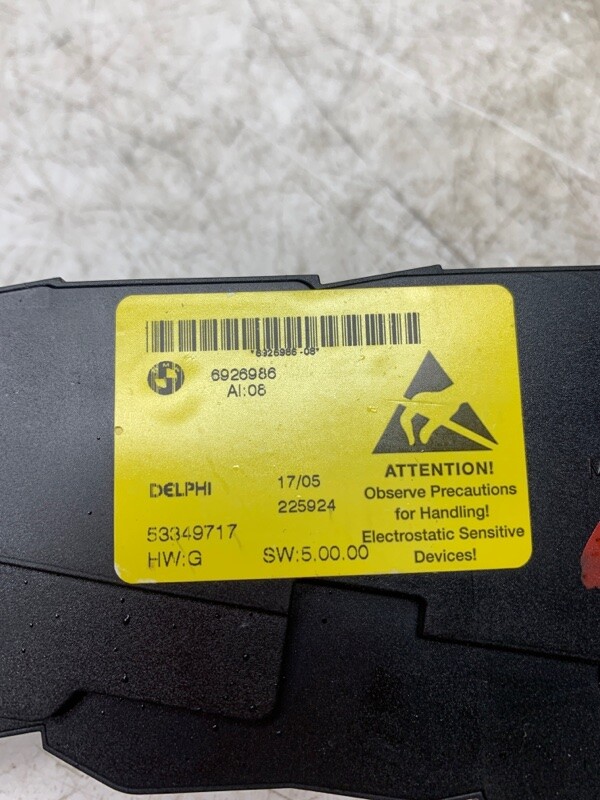 *6926986-08*
6926986
AI:08
DELPHI
17/05
225924
53349717
HW:G
SW:5.00.00
ATTENTION!
Observe Precautions
for Handling!
Electrostatic Sensitive
Devices!